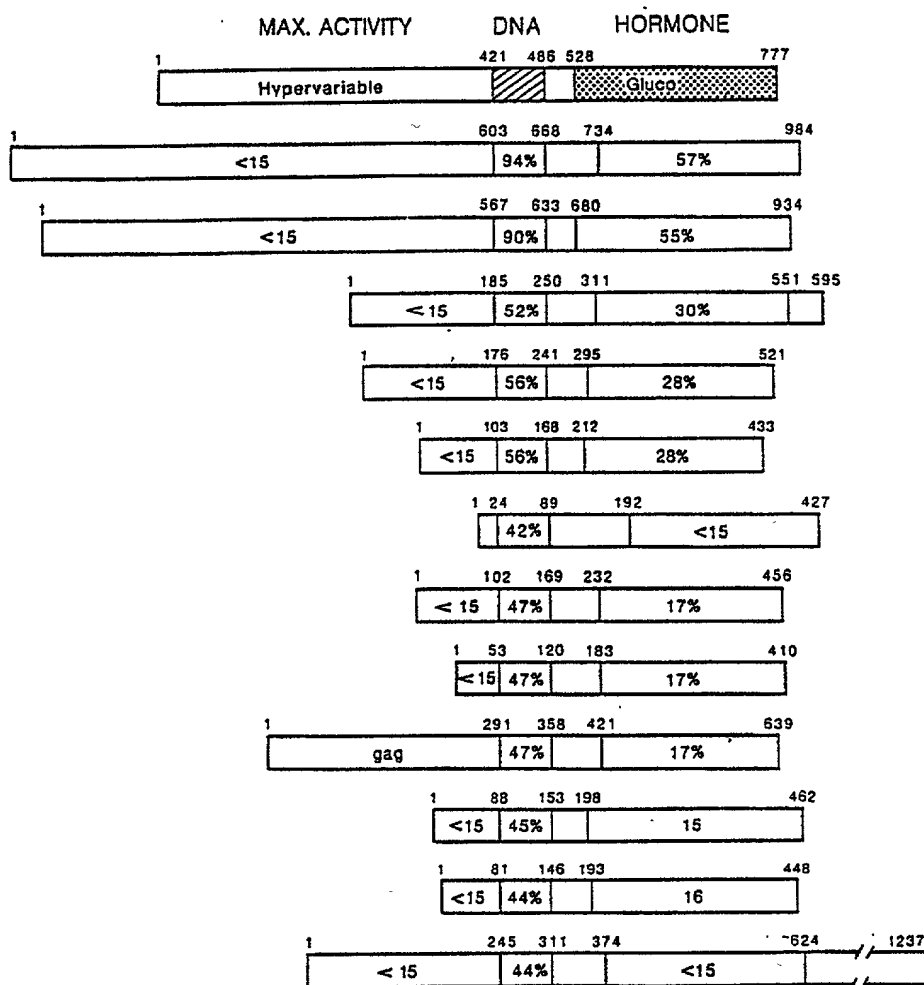 MAX. ACTIVITY DNA HORMONE
1 421 486 528 777
Hypervariable Gluco
1 603 668 734 984
<15 94% 57%
1 567 633 680 934
<15 90% 55%
1 185 250 311 551 595
<15 52% 30%
1 176 241 295 521
<15 56% 28%
1 103 168 212 433
<15 56% 28%
1 24 89 192 427
42% <15
1 102 169 232 456
<15 47% 17%
1 53 120 183 410
<15 47% 17%
1 291 358 421 639
gag 47% 17%
1 88 153 198 462
<15 45% 15
1 81 146 193 448
<15 44% 16
1 245 311 374 624 1237
<15 44% <15